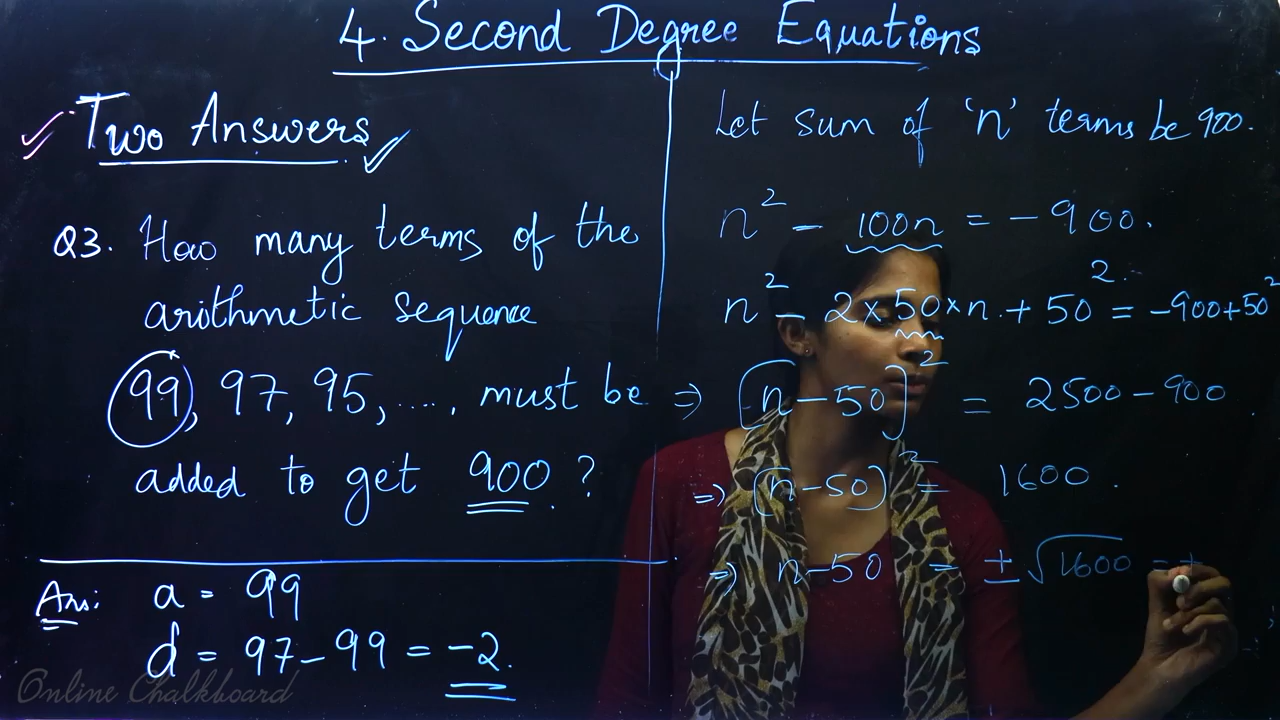 4. Second Degree Equations
Two Answers
Q3. How many terms of the
arithmetic sequence
99, 97, 95, ...., must be
added to get 900?
Ans: a = 99
d = 97-99 = -2.
Online Chalkboard
Let sum of 'n' terms be 900.
n² - 100n = -900.
n² - 2×50×n + 50² = -900+50²
⇒ (n-50)² = 2500-900.
⇒ (n-50)² = 1600.
⇒ n-50 = ±√1600 = ±